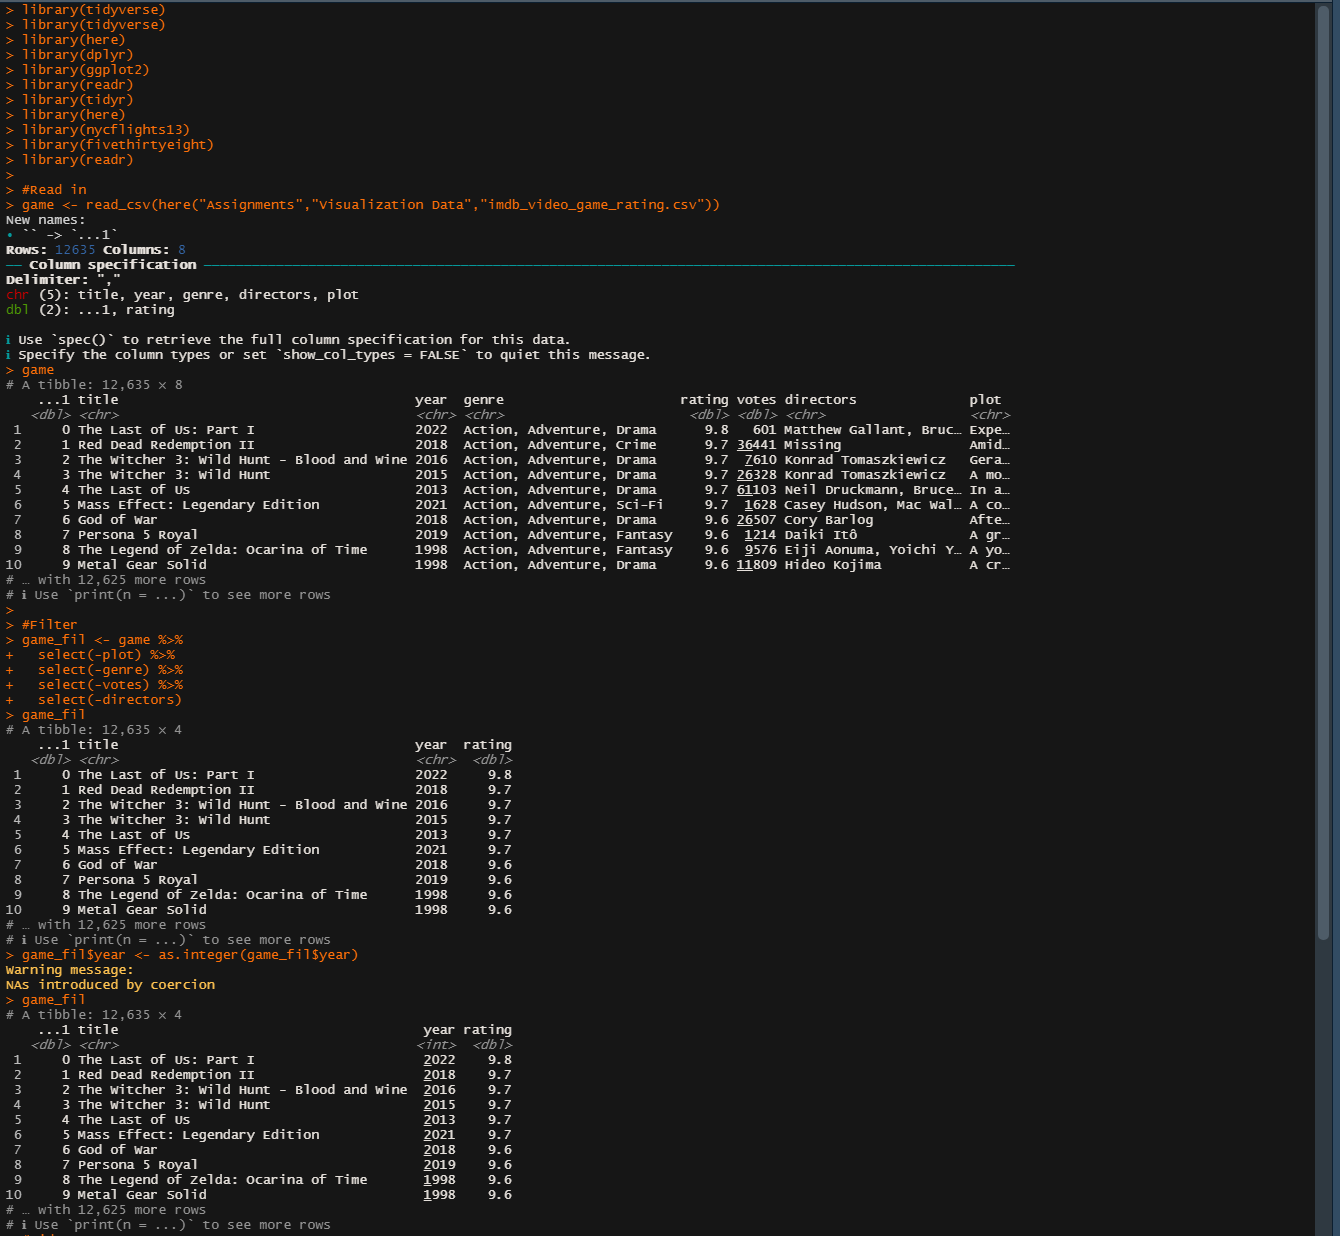 > library(tidyverse)
> library(tidyverse)
> library(here)
> library(dplyr)
> library(ggplot2)
> library(readr)
> library(tidyr)
> library(here)
> library(nycflights13)
> library(fivethirtyeight)
> library(readr)
>
> #Read in
> game <- read_csv(here("Assignments","Visualization Data","imdb_video_game_rating.csv"))
New names:
• `` -> `...1`
Rows: 12635 Columns: 8
── Column specification ──────────────────────────────
Delimiter: ","
chr (5): title, year, genre, directors, plot
dbl (2): ...1, rating

ℹ Use `spec()` to retrieve the full column specification for this data.
ℹ Specify the column types or set `show_col_types = FALSE` to quiet this message.
> game
# A tibble: 12,635 × 8
...1 title year genre rating votes directors plot
<dbl> <chr> <chr> <chr> <dbl> <dbl> <chr> <chr>
1 0 The Last of Us: Part I 2022 Action, Adventure, Drama 9.8 601 Matthew Gallant, Bruc… Expe…
2 1 Red Dead Redemption II 2018 Action, Adventure, Crime 9.7 36441 Missing Amid…
3 2 The Witcher 3: Wild Hunt - Blood and Wine 2016 Action, Adventure, Drama 9.7 7610 Konrad Tomaszkiewicz Gera…
4 3 The Witcher 3: Wild Hunt 2015 Action, Adventure, Drama 9.7 26328 Konrad Tomaszkiewicz A mo…
5 4 The Last of Us 2013 Action, Adventure, Drama 9.7 61103 Neil Druckmann, Bruce… In a…
6 5 Mass Effect: Legendary Edition 2021 Action, Adventure, Sci-Fi 9.7 1628 Casey Hudson, Mac Wal… A co…
7 6 God of War 2018 Action, Adventure, Drama 9.6 26507 Cory Barlog Afte…
8 7 Persona 5 Royal 2019 Action, Adventure, Fantasy 9.6 1214 Daiki Itô A gr…
9 8 The Legend of Zelda: Ocarina of Time 1998 Action, Adventure, Fantasy 9.6 9576 Eiji Aonuma, Yoichi Y… A yo…
10 9 Metal Gear Solid 1998 Action, Adventure, Drama 9.6 11809 Hideo Kojima A cr…
# … with 12,625 more rows
# ℹ Use `print(n = ...)` to see more rows
>
> #Filter
> game_fil <- game %>%
+ select(-plot) %>%
+ select(-genre) %>%
+ select(-votes) %>%
+ select(-directors)
> game_fil
# A tibble: 12,635 × 4
...1 title year rating
<dbl> <chr> <chr> <dbl>
1 0 The Last of Us: Part I 2022 9.8
2 1 Red Dead Redemption II 2018 9.7
3 2 The Witcher 3: Wild Hunt - Blood and Wine 2016 9.7
4 3 The Witcher 3: Wild Hunt 2015 9.7
5 4 The Last of Us 2013 9.7
6 5 Mass Effect: Legendary Edition 2021 9.7
7 6 God of War 2018 9.6
8 7 Persona 5 Royal 2019 9.6
9 8 The Legend of Zelda: Ocarina of Time 1998 9.6
10 9 Metal Gear Solid 1998 9.6
# … with 12,625 more rows
# ℹ Use `print(n = ...)` to see more rows
> game_fil$year <- as.integer(game_fil$year)
Warning message:
NAs introduced by coercion
> game_fil
# A tibble: 12,635 × 4
...1 title year rating
<dbl> <chr> <int> <dbl>
1 0 The Last of Us: Part I 2022 9.8
2 1 Red Dead Redemption II 2018 9.7
3 2 The Witcher 3: Wild Hunt - Blood and Wine 2016 9.7
4 3 The Witcher 3: Wild Hunt 2015 9.7
5 4 The Last of Us 2013 9.7
6 5 Mass Effect: Legendary Edition 2021 9.7
7 6 God of War 2018 9.6
8 7 Persona 5 Royal 2019 9.6
9 8 The Legend of Zelda: Ocarina of Time 1998 9.6
10 9 Metal Gear Solid 1998 9.6
# … with 12,625 more rows
# ℹ Use `print(n = ...)` to see more rows